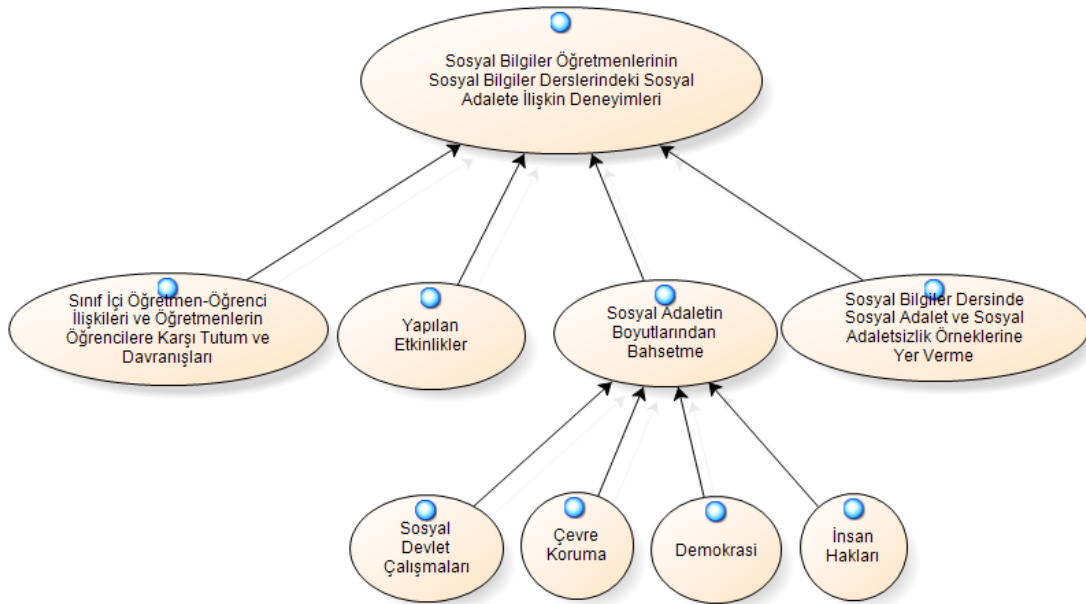 Sosyal Bilgiler Öğretmenlerinin
Sosyal Bilgiler Derslerindeki Sosyal
Adalete İlişkin Deneyimleri
Sınıf İçi Öğretmen-Öğrenci
İlişkileri ve Öğretmenlerin
Öğrencilere Karşı Tutum ve
Davranışları
Yapılan
Etkinlikler
Sosyal Adaletin
Boyutlarından
Bahsetme
Sosyal Bilgiler Dersinde
Sosyal Adalet ve Sosyal
Adaletsizlik Örneklerine
Yer Verme
Sosyal
Devlet
Çalışmaları
Çevre
Koruma
Demokrasi
İnsan
Hakları